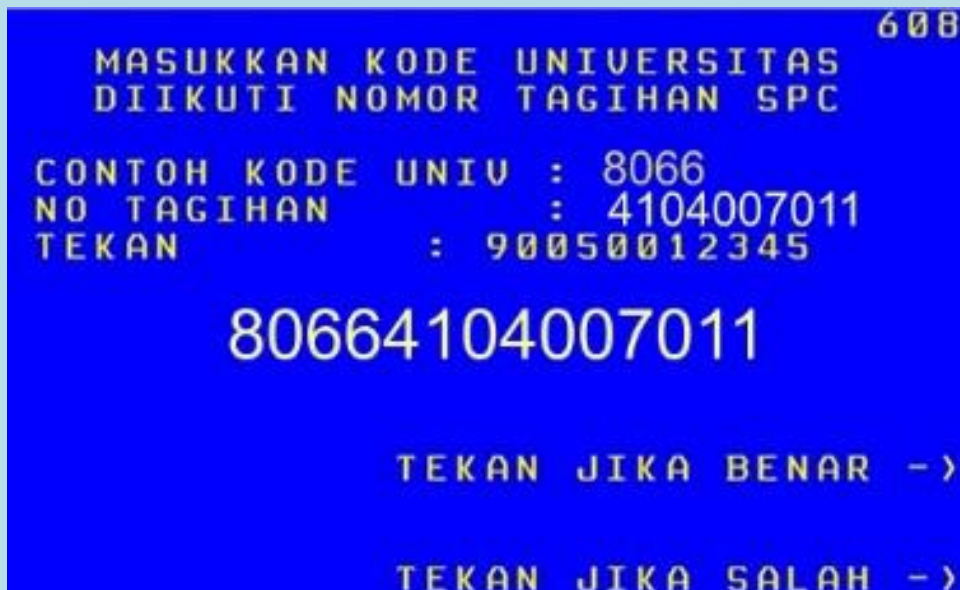 608
MASUKKAN KODE UNIVERSITAS
DIIKUTI NOMOR TAGIHAN SPC
CONTOH KODE UNIV : 8066
NO TAGIHAN : 4104007011
TEKAN : 90050012345
80664104007011
TEKAN JIKA BENAR ->
TEKAN JIKA SALAH ->